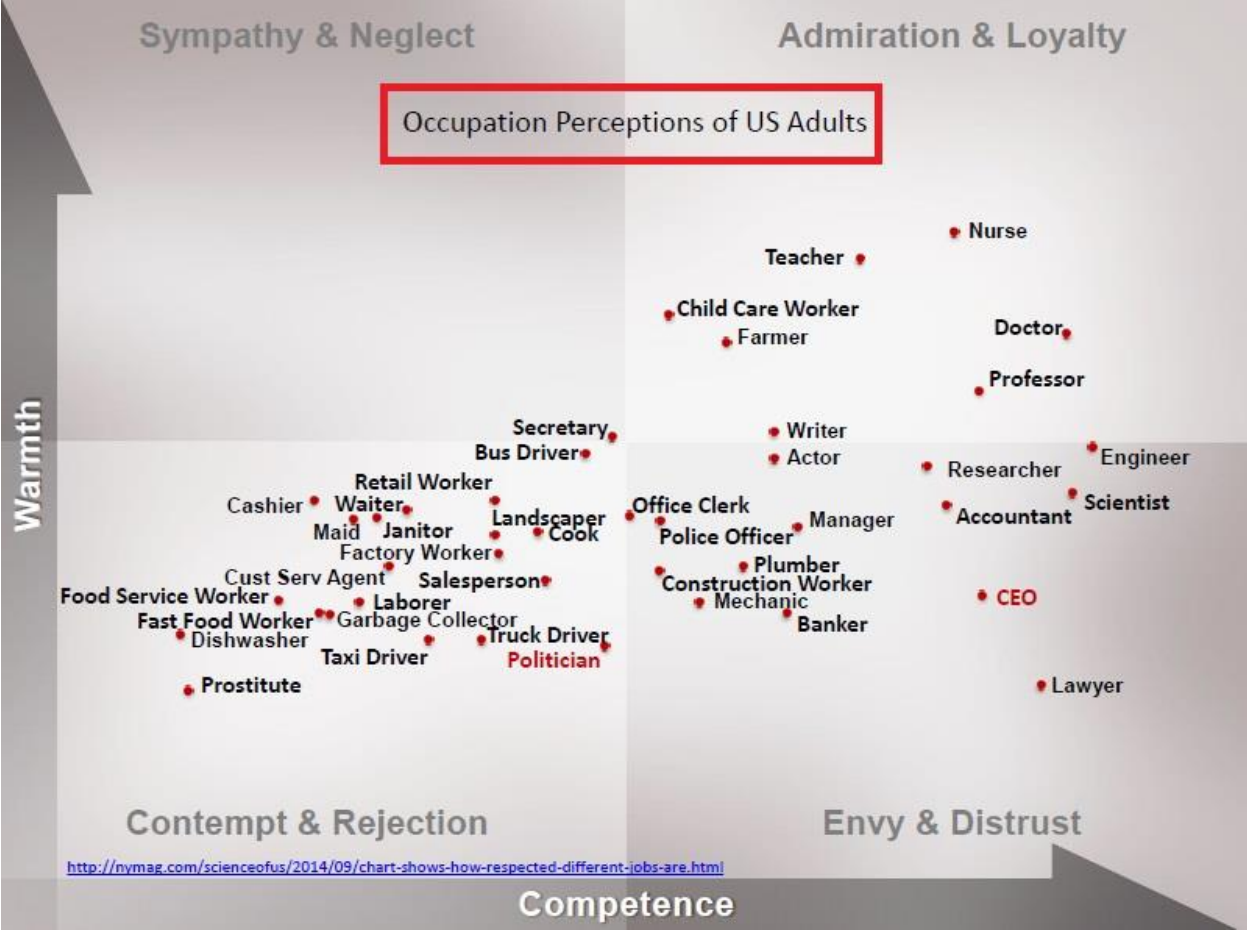 Sympathy & Neglect
Admiration & Loyalty
Occupation Perceptions of US Adults
Nurse
Teacher
Child Care Worker
Farmer
Doctor
Professor
Warmth
Secretary
Writer
Bus Driver
Actor
Engineer
Researcher
Retail Worker
Cashier
Waiter
Scientist
Office Clerk
Accountant
Landscaper
Manager
Maid
Janitor
Cook
Police Officer
Factory Worker
Plumber
Cust Serv Agent
Salesperson
Construction Worker
Food Service Worker
Laborer
Mechanic
CEO
Fast Food Worker
Garbage Collector
Banker
Dishwasher
Truck Driver
Taxi Driver
Politician
Prostitute
Lawyer
Contempt & Rejection
Envy & Distrust
http://nymag.com/scienceofus/2014/09/chart-shows-how-respected-different-jobs-are.html
Competence